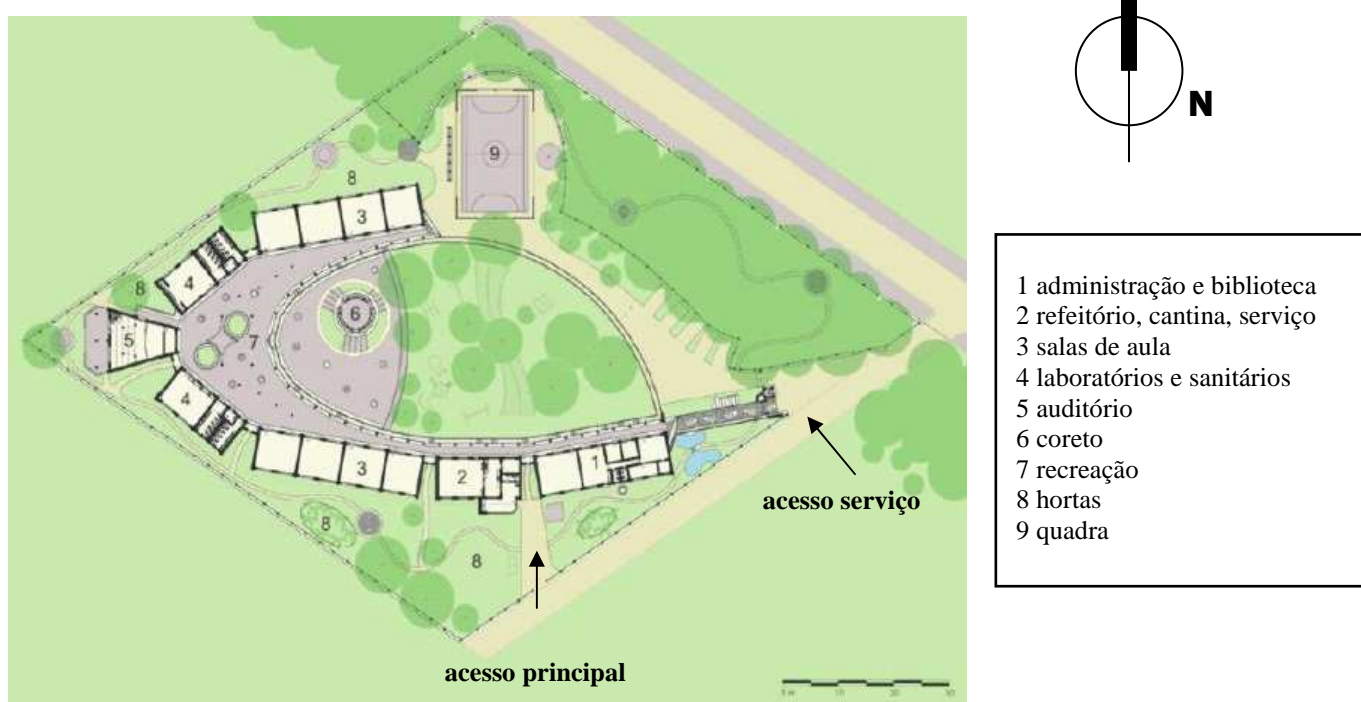 N
8
9
3
4
8
6
5
7
4
1 administração e biblioteca
2 refeitório, cantina, serviço
3 salas de aula
4 laboratórios e sanitários
5 auditório
6 coreto
7 recreação
8 hortas
9 quadra
3
2
1
acesso serviço
8
8
acesso principal
10